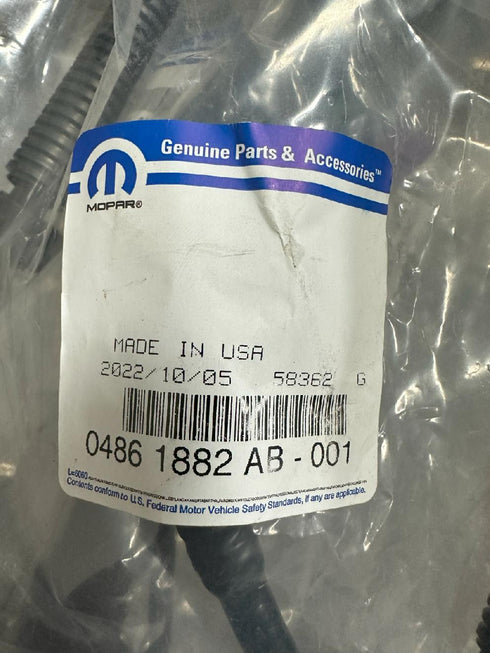 Genuine Parts & Accessories™
MOPAR®
MADE IN USA
2022/10/05 58362 G
0486 1882 AB - 001
Contents conform to U.S. Federal Motor Vehicle Safety Standards, if any are applicable.